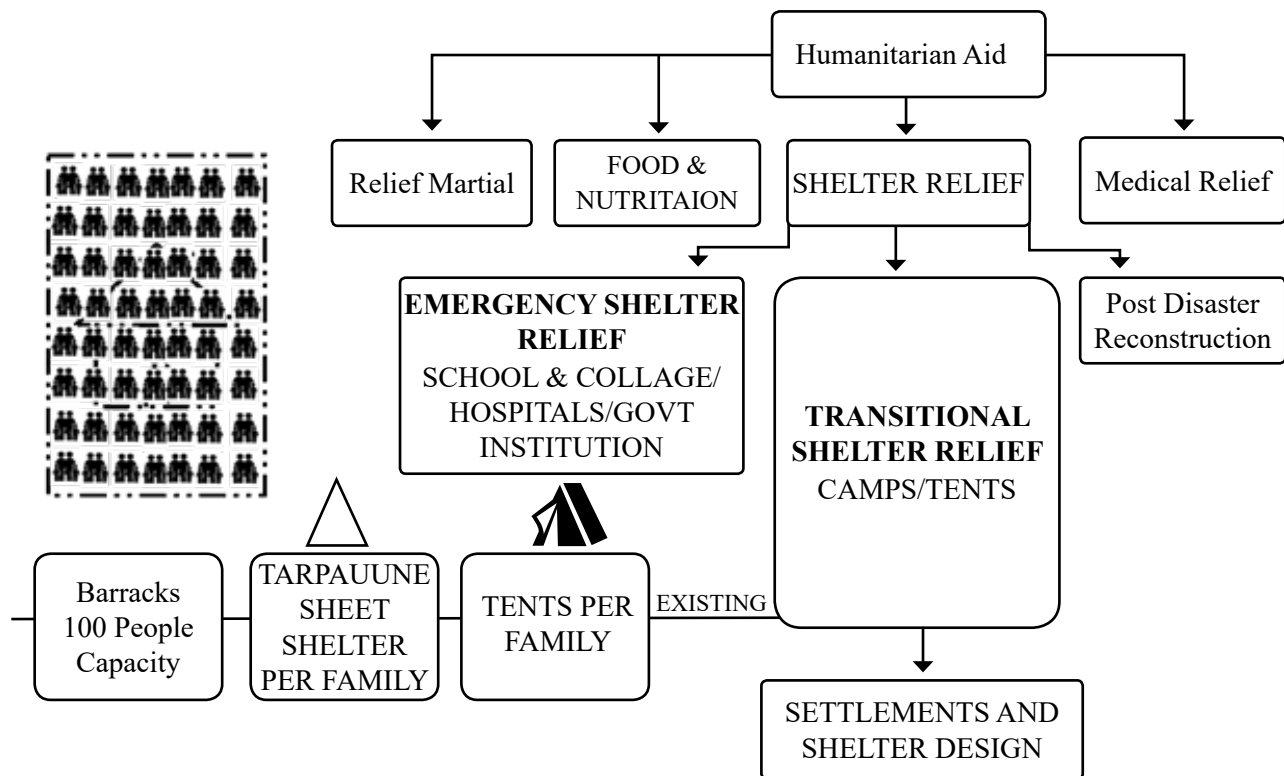 Humanitarian Aid
Relief Martial
FOOD &
NUTRITAION
SHELTER RELIEF
Medical Relief
EMERGENCY SHELTER
RELIEF
SCHOOL & COLLAGE/
HOSPITALS/GOVT
INSTITUTION
TRANSITIONAL
SHELTER RELIEF
CAMPS/TENTS
Post Disaster
Reconstruction
Barracks
100 People
Capacity
TARPAUUNE
SHEET
SHELTER
PER FAMILY
TENTS PER
FAMILY
EXISTING
SETTLEMENTS AND
SHELTER DESIGN